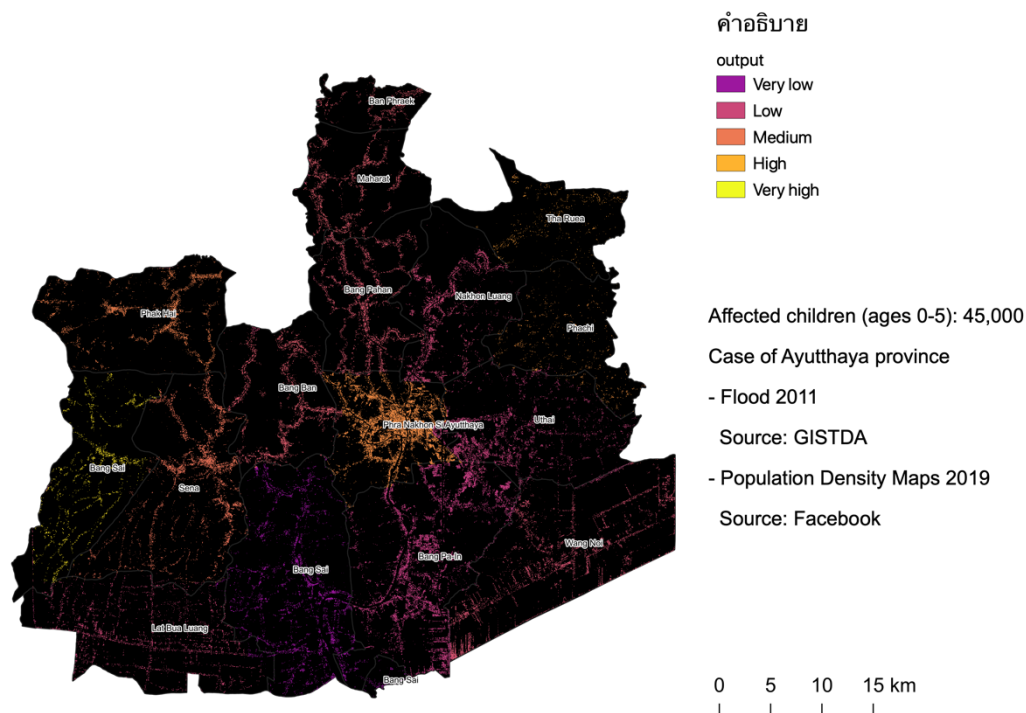 คำอธิบาย
output
Very low
Low
Medium
High
Very high
Ban Phraek
Maharat
Tha Ruea
Bang Pahan
Nakhon Luang
Phak Hai
Phachi
Bang Ban
Phra Nakhon Si Ayutthaya
Uthai
Bang Sai
Sena
Wang Noi
Bang Pa-In
Bang Sai
Lat Bua Luang
Bang Sai
Affected children (ages 0-5): 45,000
Case of Ayutthaya province
- Flood 2011
Source: GISTDA
- Population Density Maps 2019
Source: Facebook
0 5 10 15 km